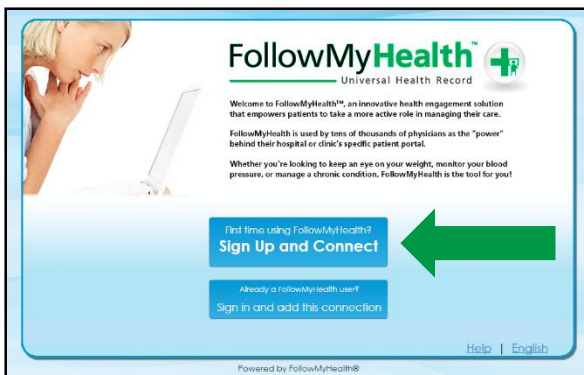 FollowMyHealth™
Universal Health Record
Welcome to FollowMyHealth™, an innovative health engagement solution
that empowers patients to take a more active role in managing their care.
FollowMyHealth is used by tens of thousands of physicians as the "power"
behind their hospital or clinic's specific patient portal.
Whether you're looking to keep an eye on your weight, monitor your blood
pressure, or manage a chronic condition, FollowMyHealth is the tool for you!
First time using FollowMyHealth?
Sign Up and Connect
Already a FollowMyHealth user?
Sign in and add this connection
Help | English
Powered by FollowMyHealth®